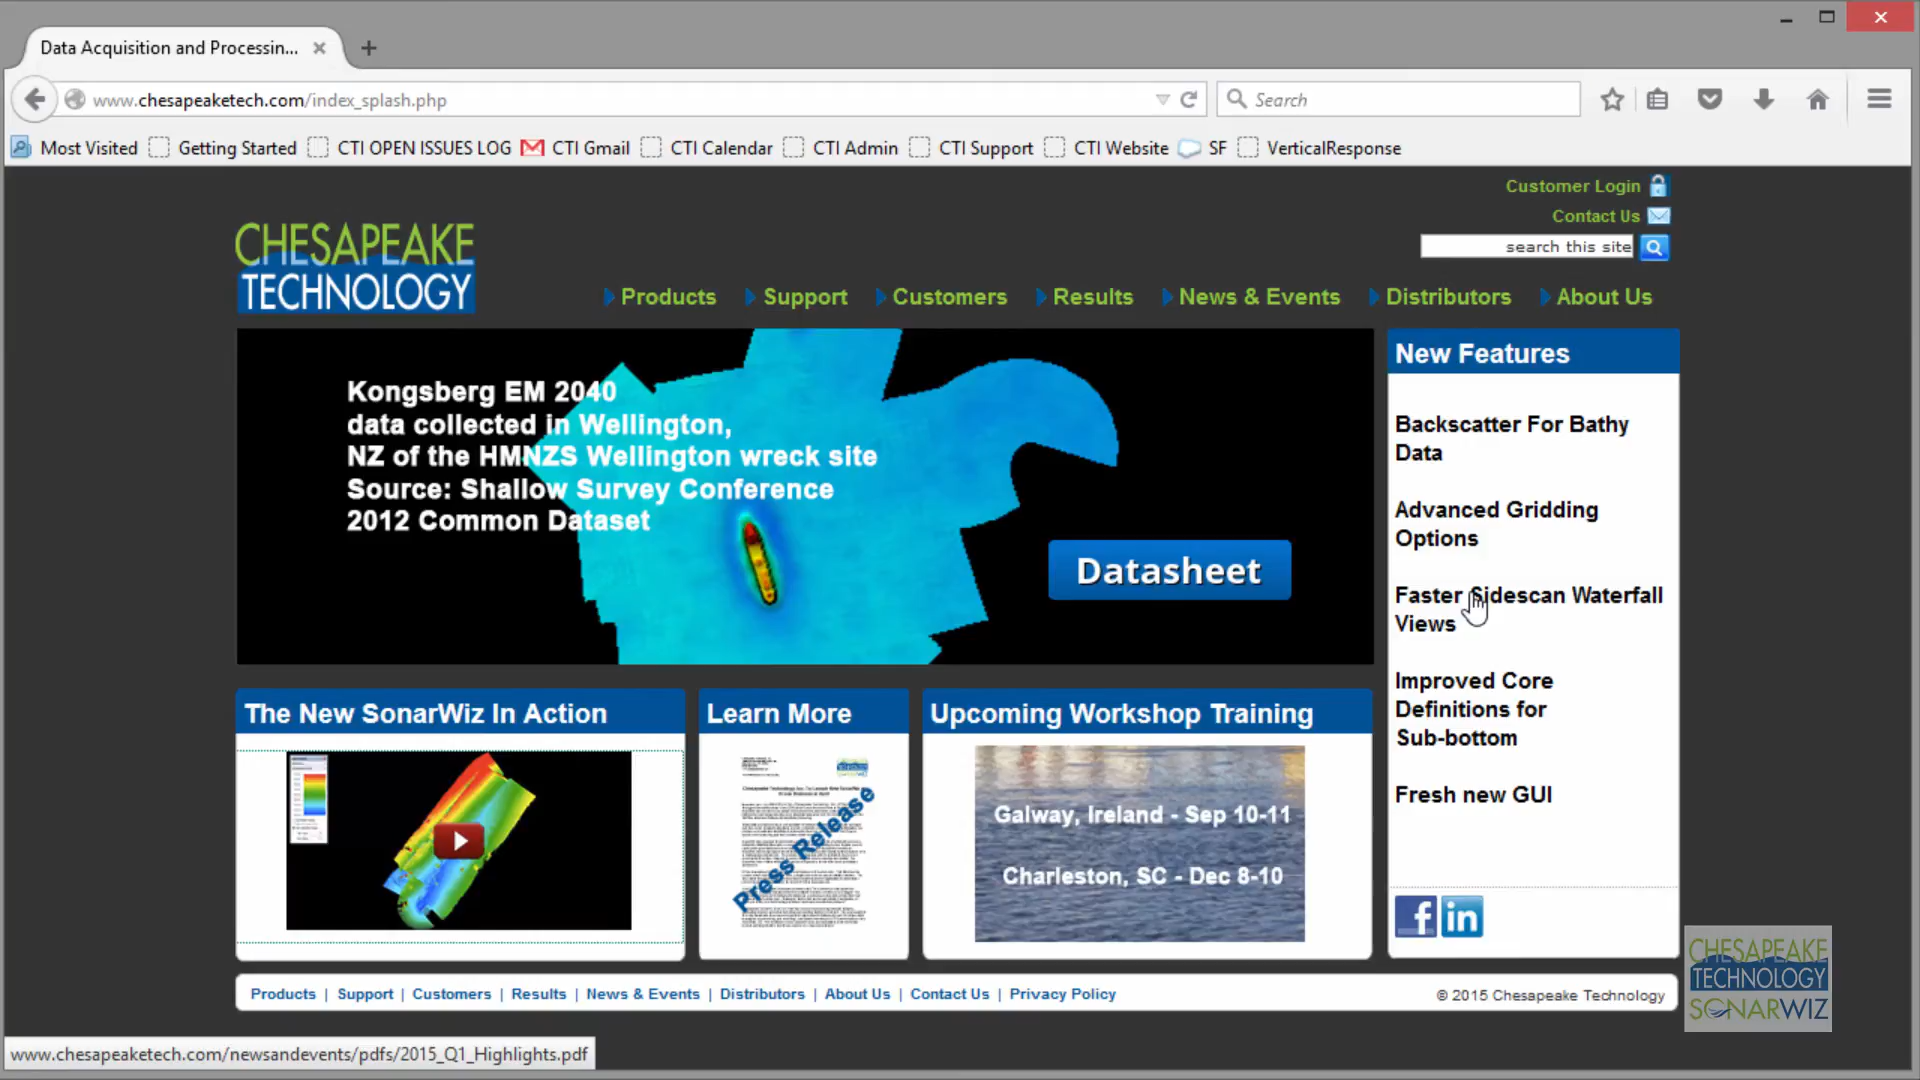 Data Acquisition and Processin...
www.chesapeaketech.com/index_splash.php
Search
Most Visited
Getting Started
CTI OPEN ISSUES LOG
CTI Gmail
CTI Calendar
CTI Admin
CTI Support
CTI Website
SF
VerticalResponse
Customer Login
Contact Us
search this site
CHESAPEAKE
TECHNOLOGY
Products
Support
Customers
Results
News & Events
Distributors
About Us
Kongsberg EM 2040
data collected in Wellington,
NZ of the HMNZS Wellington wreck site
Source: Shallow Survey Conference
2012 Common Dataset
Datasheet
New Features
Backscatter For Bathy
Data
Advanced Gridding
Options
Faster Sidescan Waterfall
Views
Improved Core
Definitions for
Sub-bottom
Fresh new GUI
The New SonarWiz In Action
Learn More
Press Release
Upcoming Workshop Training
Galway, Ireland - Sep 10-11
Charleston, SC - Dec 8-10
f
in
Products | Support | Customers | Results | News & Events | Distributors | About Us | Contact Us | Privacy Policy
© 2015 Chesapeake Technology
CHESAPEAKE
TECHNOLOGY
SONARWIZ
www.chesapeaketech.com/newsandevents/pdfs/2015_Q1_Highlights.pdf